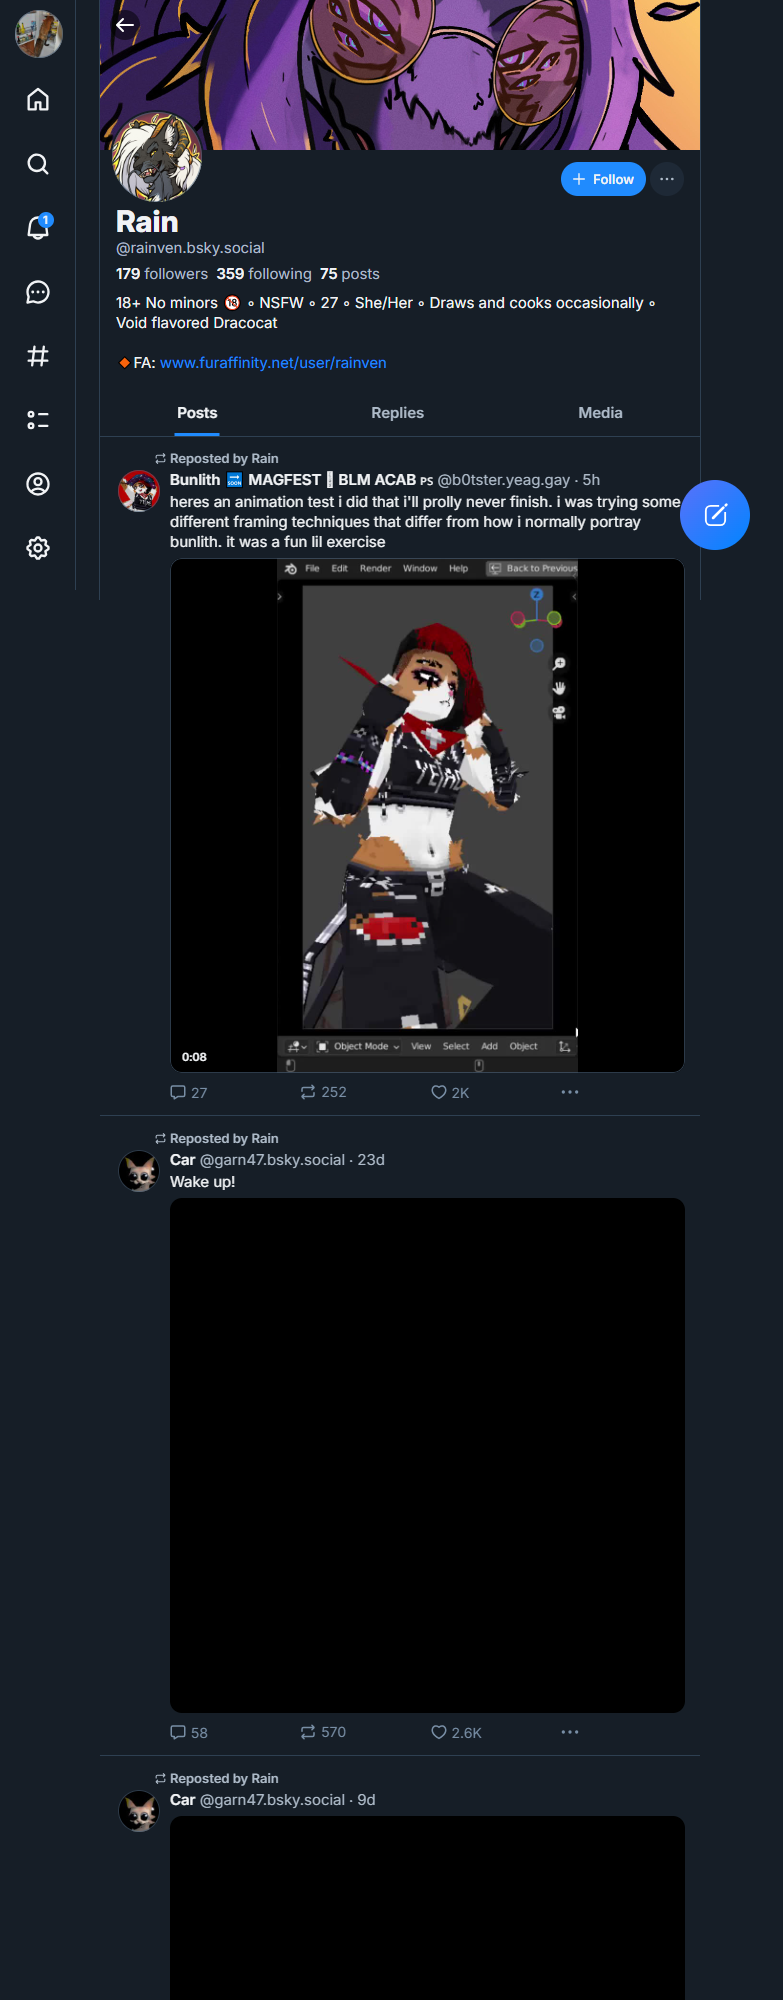 Follow
Rain
@rainven.bsky.social
179 followers 359 following 75 posts
18+ No minors 🔞 ∘ NSFW ∘ 27 ∘ She/Her ∘ Draws and cooks occasionally ∘
Void flavored Dracocat
🔸FA: www.furaffinity.net/user/rainven
Posts Replies Media
1
Reposted by Rain
Bunlith 🔜 MAGFEST ▯ BLM ACAB PS @b0tster.yeag.gay · 5h
heres an animation test i did that i'll prolly never finish. i was trying some
different framing techniques that differ from how i normally portray
bunlith. it was a fun lil exercise
File Edit Render Window Help Back to Previous
Z
0:08
Object Mode View Select Add Object
27 252 2K
Reposted by Rain
Car @garn47.bsky.social · 23d
Wake up!
58 570 2.6K
Reposted by Rain
Car @garn47.bsky.social · 9d